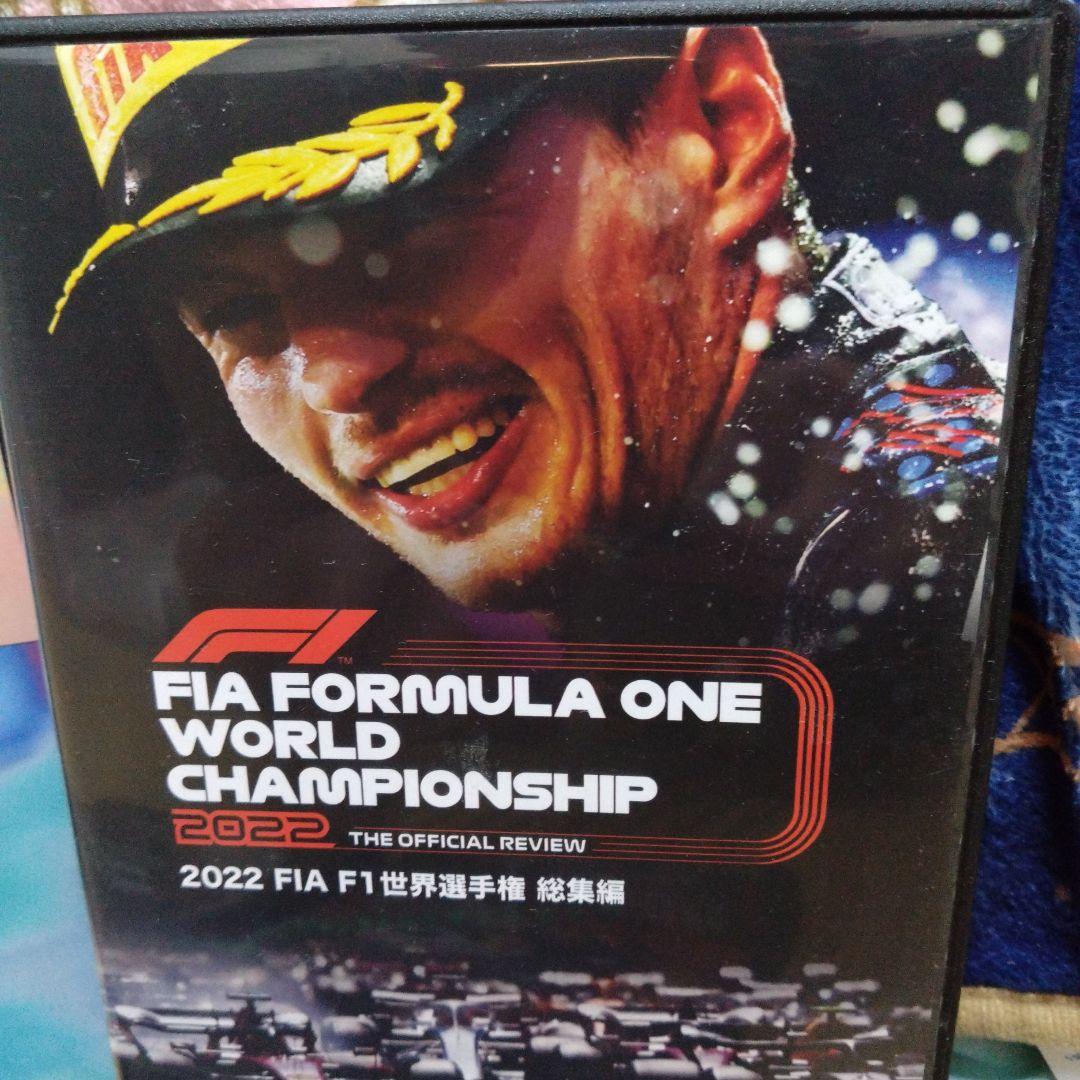 F1
TM
FIA FORMULA ONE
WORLD
CHAMPIONSHIP
2022 THE OFFICIAL REVIEW
2022 FIA F1世界選手権 総集編